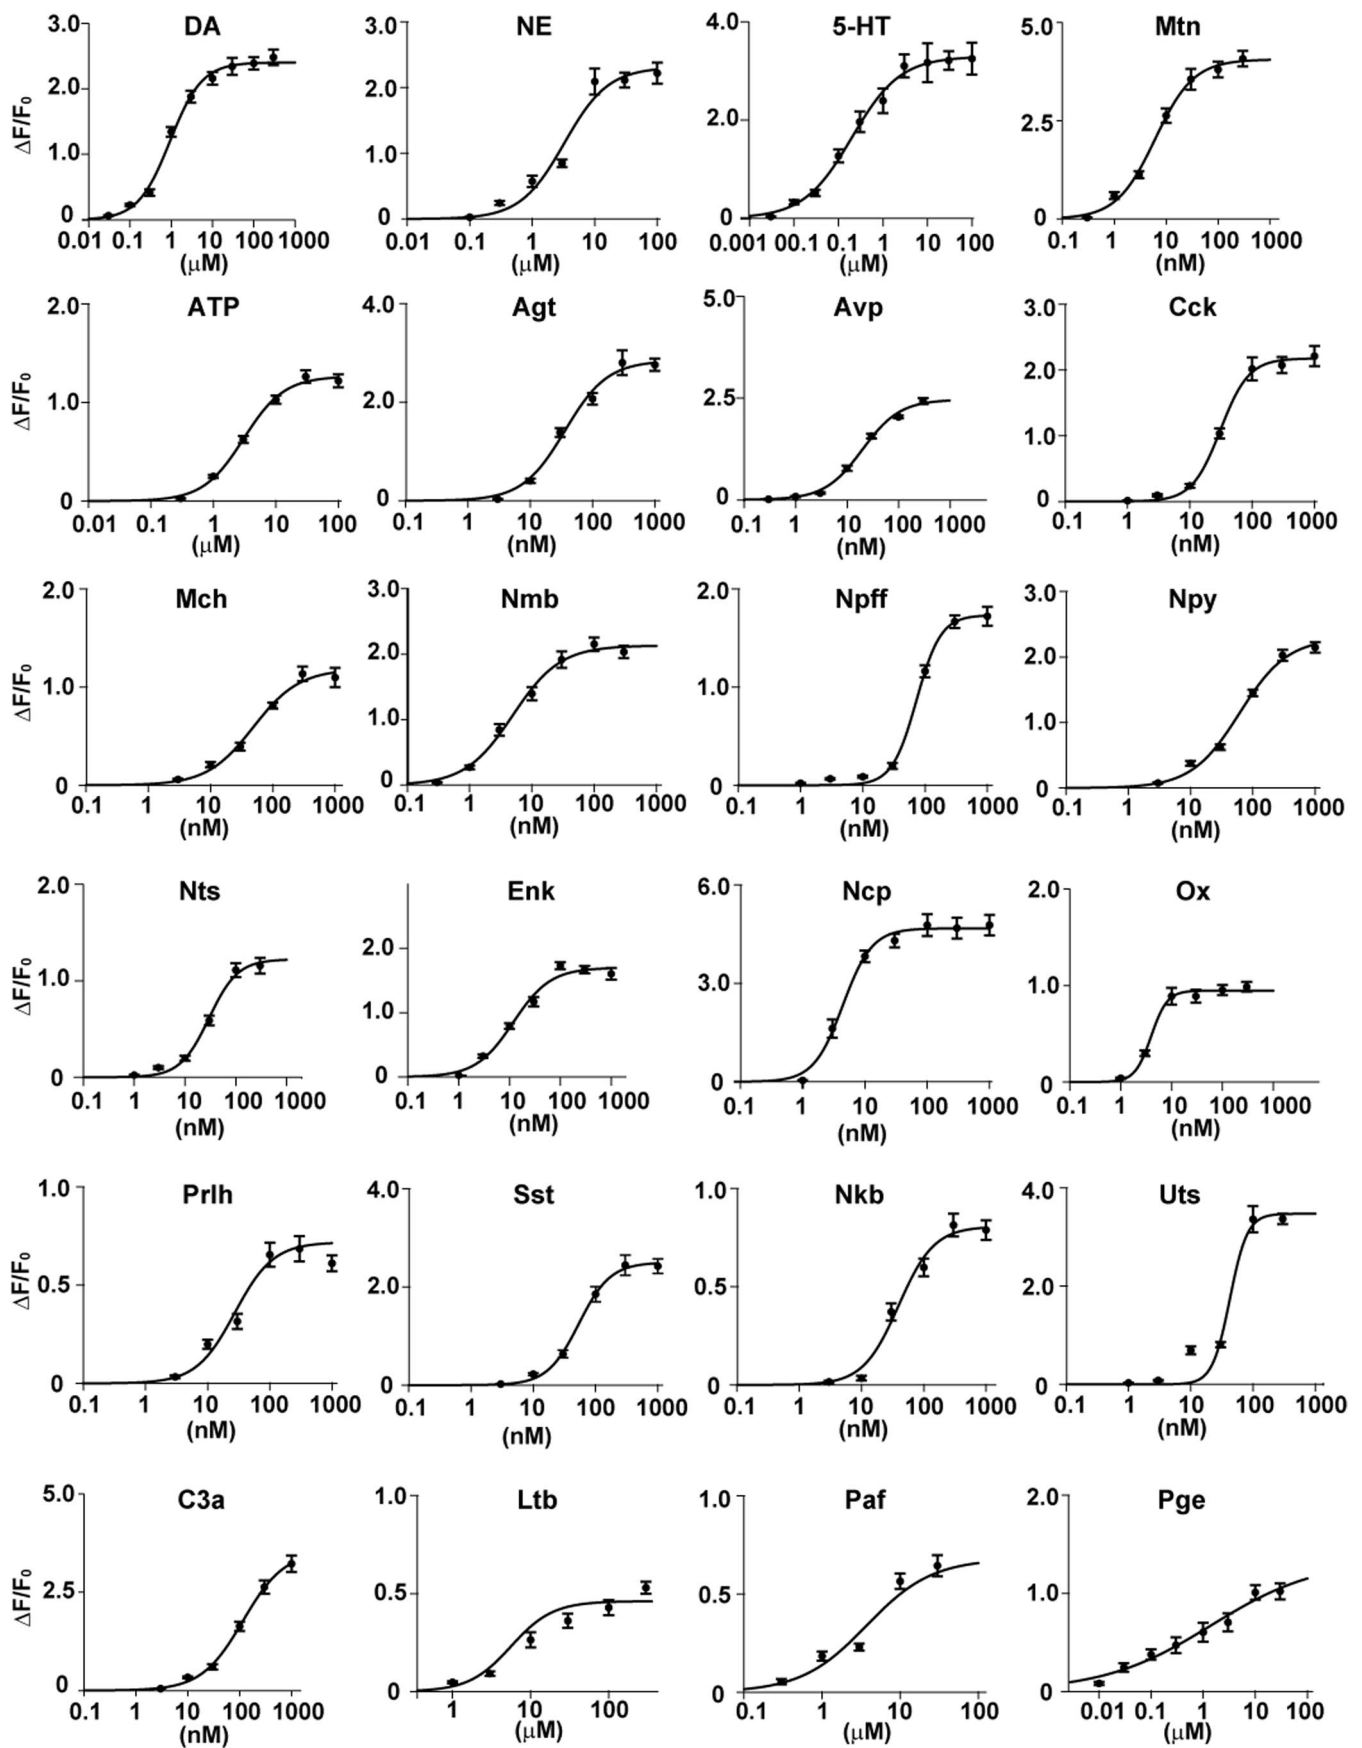 DA NE 5-HT Mtn
3.0 3.0 4.0 5.0
2.0 2.0 2.0 2.5
1.0 1.0
0 0 0 0
ΔF/F₀
0.01 0.1 1 10 100 1000 0.01 0.1 1 10 100 0.001 0.1 1 10 100 0.1 1 10 100 1000
(μM) (μM) (μM) (nM)
ATP Agt Avp Cck
2.0 4.0 5.0 3.0
1.0 2.0 2.5 2.0
1.0
0 0 0 0
ΔF/F₀
0.01 0.1 1 10 100 0.1 1 10 100 1000 0.1 1 10 100 1000 0.1 1 10 100 1000
(μM) (nM) (nM) (nM)
Mch Nmb Npff Npy
2.0 3.0 2.0 3.0
1.0 2.0 1.0 2.0
1.0 1.0
0 0 0 0
ΔF/F₀
0.1 1 10 100 1000 0.1 1 10 100 1000 0.1 1 10 100 1000 0.1 1 10 100 1000
(nM) (nM) (nM) (nM)
Nts Enk Ncp Ox
2.0 2.0 6.0 2.0
1.0 1.0 3.0 1.0
0 0 0 0
ΔF/F₀
0.1 1 10 100 1000 0.1 1 10 100 1000 0.1 1 10 100 1000 0.1 1 10 100 1000
(nM) (nM) (nM) (nM)
Prlh Sst Nkb Uts
1.0 4.0 1.0 4.0
0.5 2.0 0.5 2.0
0 0 0 0
ΔF/F₀
0.1 1 10 100 1000 0.1 1 10 100 1000 0.1 1 10 100 1000 0.1 1 10 100 1000
(nM) (nM) (nM) (nM)
C3a Ltb Paf Pge
5.0 1.0 1.0 2.0
2.5 0.5 0.5 1.0
0 0 0 0
ΔF/F₀
0.1 1 10 100 1000 1 10 100 0.1 1 10 100 0.01 0.1 1 10 100
(nM) (μM) (μM) (μM)